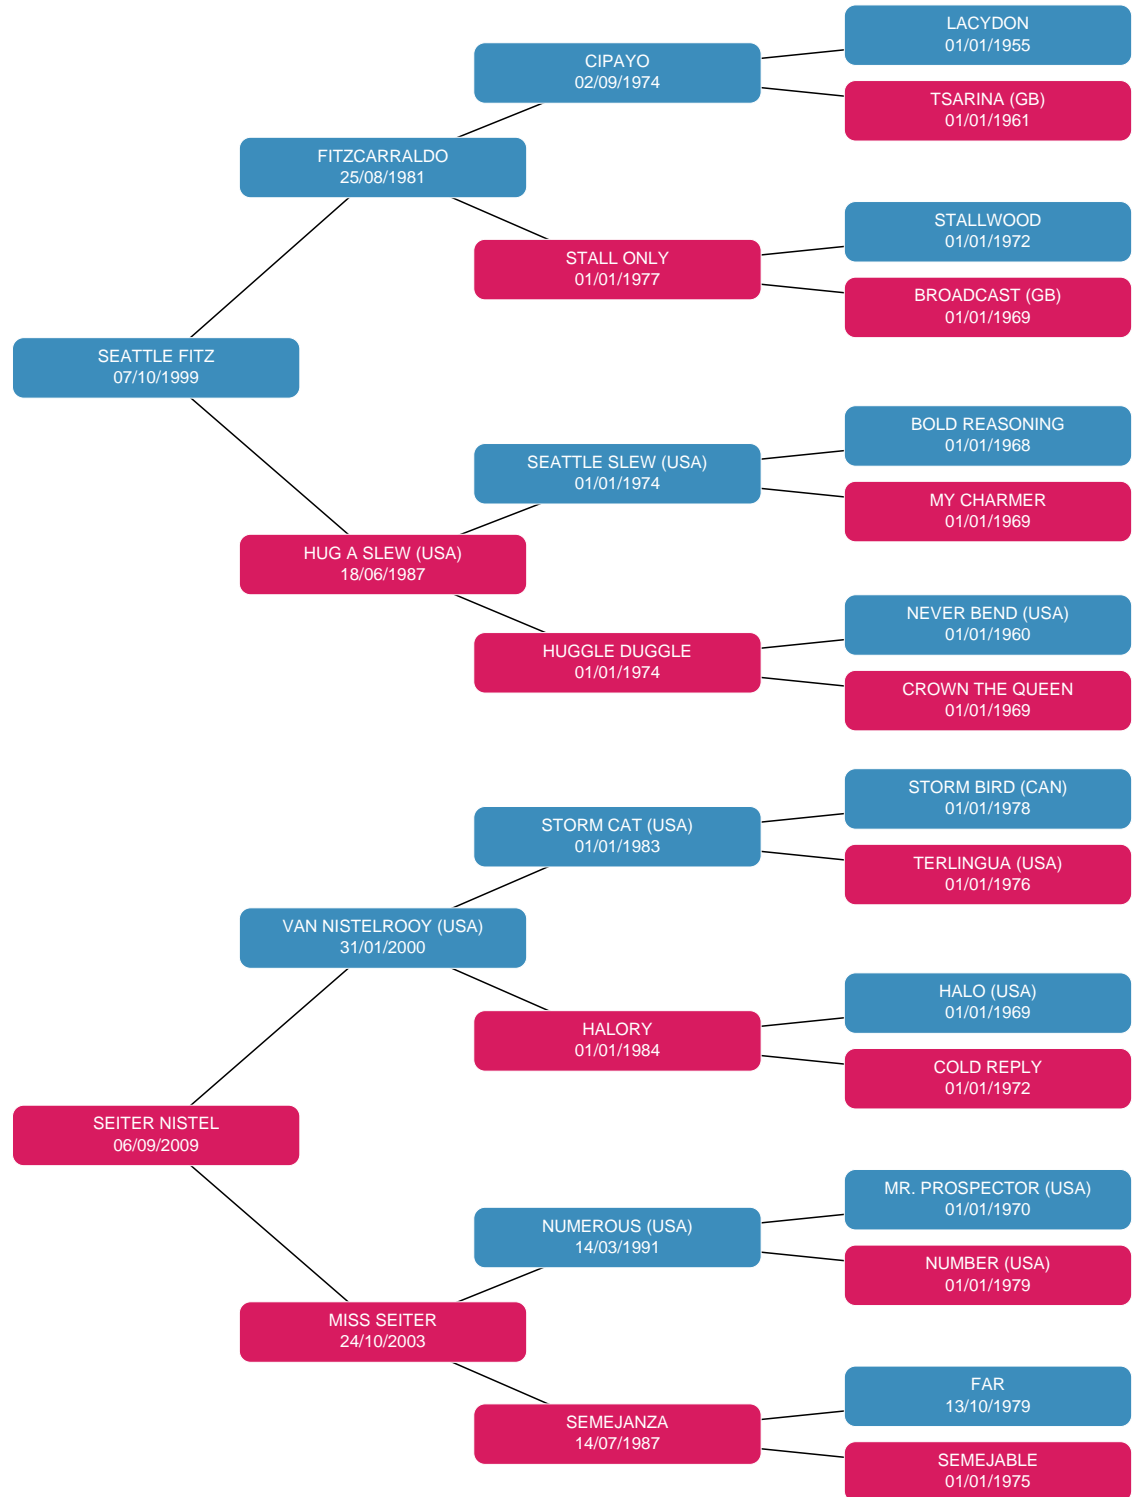 LACYDON
01/01/1955
CIPAYO
02/09/1974
TSARINA (GB)
01/01/1961
FITZCARRALDO
25/08/1981
STALLWOOD
01/01/1972
STALL ONLY
01/01/1977
BROADCAST (GB)
01/01/1969
SEATTLE FITZ
07/10/1999
BOLD REASONING
01/01/1968
SEATTLE SLEW (USA)
01/01/1974
MY CHARMER
01/01/1969
HUG A SLEW (USA)
18/06/1987
NEVER BEND (USA)
01/01/1960
HUGGLE DUGGLE
01/01/1974
CROWN THE QUEEN
01/01/1969
STORM BIRD (CAN)
01/01/1978
STORM CAT (USA)
01/01/1983
TERLINGUA (USA)
01/01/1976
VAN NISTELROOY (USA)
31/01/2000
HALO (USA)
01/01/1969
HALORY
01/01/1984
COLD REPLY
01/01/1972
SEITER NISTEL
06/09/2009
MR. PROSPECTOR (USA)
01/01/1970
NUMEROUS (USA)
14/03/1991
NUMBER (USA)
01/01/1979
MISS SEITER
24/10/2003
FAR
13/10/1979
SEMEJANZA
14/07/1987
SEMEJABLE
01/01/1975